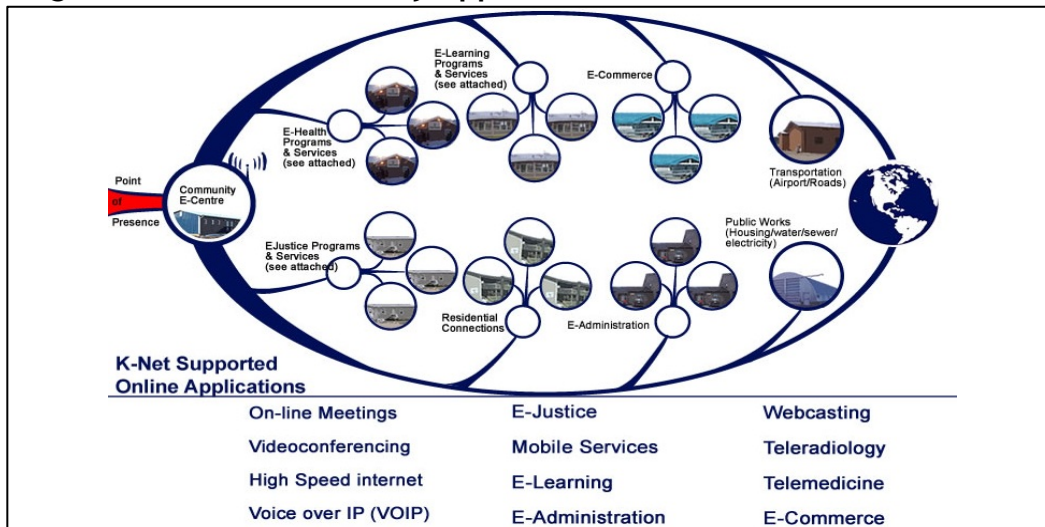 E-Learning
Programs
& Services
(see attached)
E-Commerce
E-Health
Programs
& Services
(see attached)
Transportation
(Airport/Roads)
Point
of
Presence
Community
E-Centre
Public Works
(Housing/water/sewer/
electricity)
EJustice Programs
& Services
(see attached)
Residential
Connections
E-Administration
K-Net Supported
Online Applications
On-line Meetings
E-Justice
Webcasting
Videoconferencing
Mobile Services
Teleradiology
High Speed internet
E-Learning
Telemedicine
Voice over IP (VOIP)
E-Administration
E-Commerce